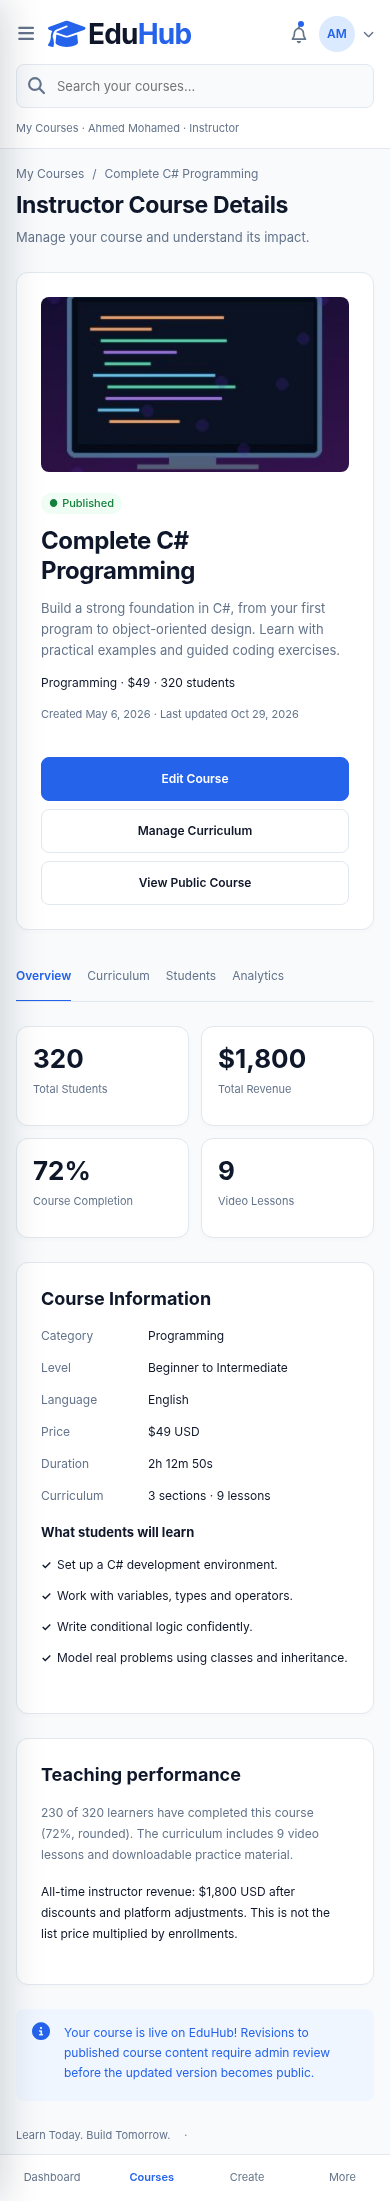 EduHub
AM
Search your courses...
My Courses · Ahmed Mohamed · Instructor
My Courses / Complete C# Programming
Instructor Course Details
Manage your course and understand its impact.
Published
Complete C#
Programming
Build a strong foundation in C#, from your first
program to object-oriented design. Learn with
practical examples and guided coding exercises.
Programming · $49 · 320 students
Created May 6, 2026 · Last updated Oct 29, 2026
Edit Course
Manage Curriculum
View Public Course
Overview Curriculum Students Analytics
320 $1,800
Total Students Total Revenue
72% 9
Course Completion Video Lessons
Course Information
Category Programming
Level Beginner to Intermediate
Language English
Price $49 USD
Duration 2h 12m 50s
Curriculum 3 sections · 9 lessons
What students will learn
✓ Set up a C# development environment.
✓ Work with variables, types and operators.
✓ Write conditional logic confidently.
✓ Model real problems using classes and inheritance.
Teaching performance
230 of 320 learners have completed this course
(72%, rounded). The curriculum includes 9 video
lessons and downloadable practice material.
All-time instructor revenue: $1,800 USD after
discounts and platform adjustments. This is not the
list price multiplied by enrollments.
Your course is live on EduHub! Revisions to
published course content require admin review
before the updated version becomes public.
Learn Today. Build Tomorrow. ·
Dashboard Courses Create More